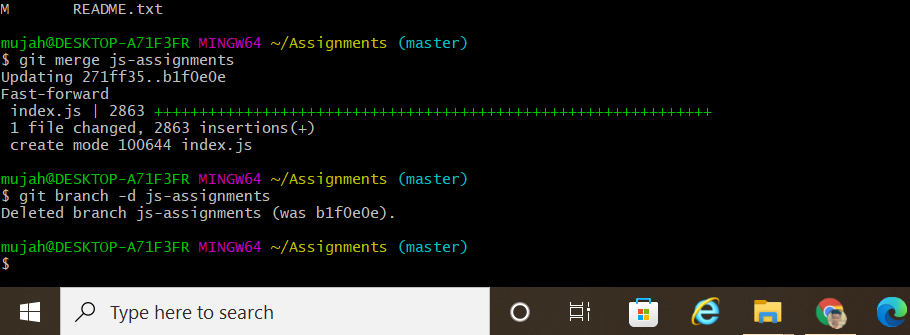 M       README.txt
mujah@DESKTOP-A71F3FR MINGW64 ~/Assignments (master)
$ git merge js-assignments
Updating 271ff35..b1f0e0e
Fast-forward
 index.js | 2863 ++++++++++++++++++++++++++++++++++++++++++++++++++++++++++++++
 1 file changed, 2863 insertions(+)
 create mode 100644 index.js
mujah@DESKTOP-A71F3FR MINGW64 ~/Assignments (master)
$ git branch -d js-assignments
Deleted branch js-assignments (was b1f0e0e).
mujah@DESKTOP-A71F3FR MINGW64 ~/Assignments (master)
$
Type here to search